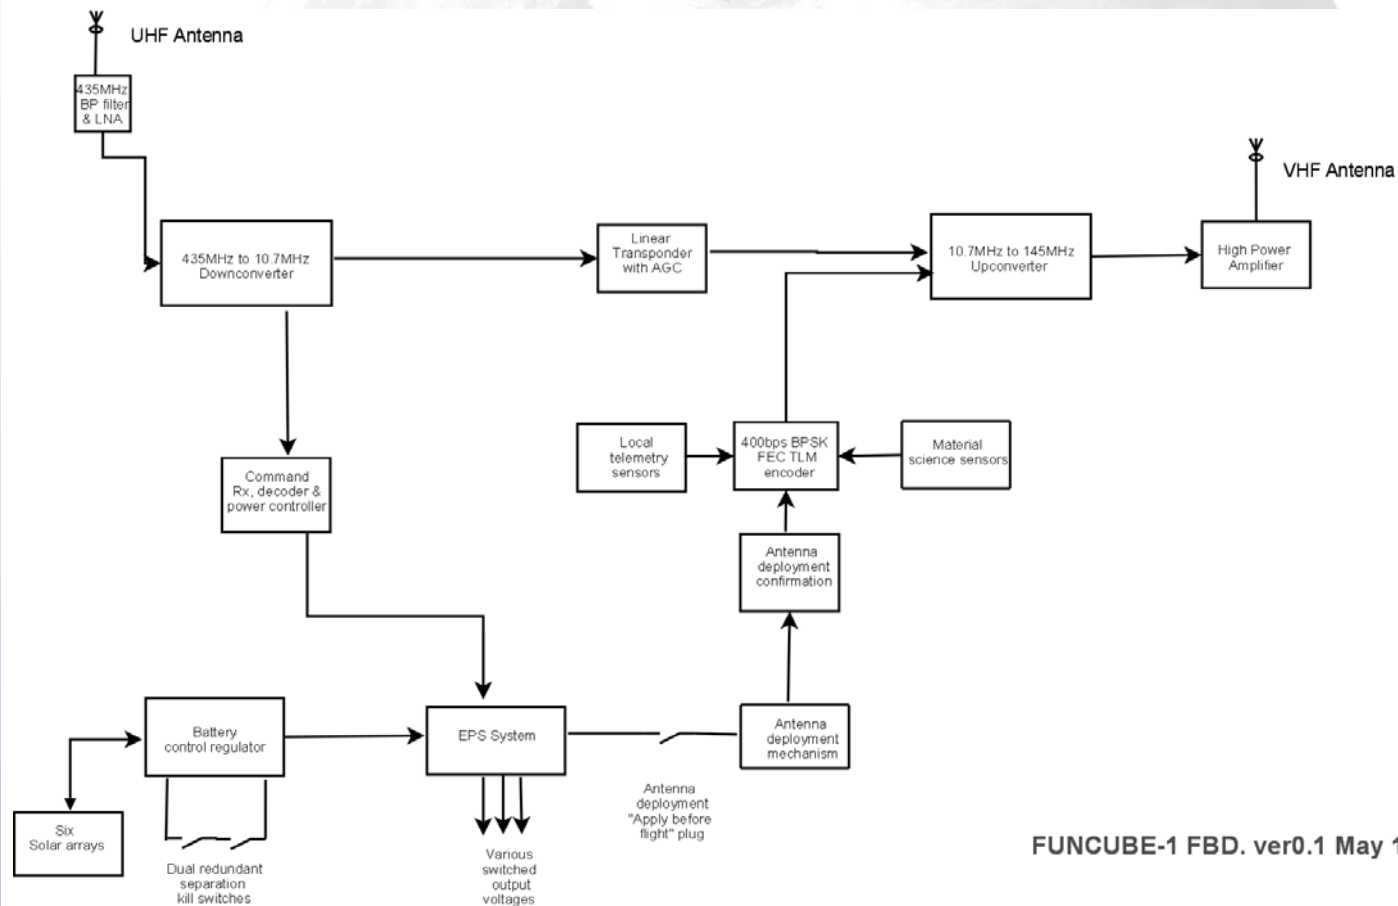 UHF Antenna
435MHz
BP filter
& LNA
VHF Antenna
435MHz to 10.7MHz
Downconverter
Linear
Transponder
with AGC
10.7MHz to 145MHz
Upconverter
High Power
Amplifier
Local
telemetry
sensors
400bps BPSK
FEC TLM
encoder
Material
science sensors
Command
Rx, decoder &
power controller
Antenna
deployment
confirmation
Battery
control regulator
EPS System
Antenna
deployment
mechanism
Antenna
deployment
"Apply before
flight" plug
Six
Solar arrays
Dual redundant
separation
kill switches
Various
switched
output
voltages
FUNCUBE-1 FBD. ver0.1 May 1